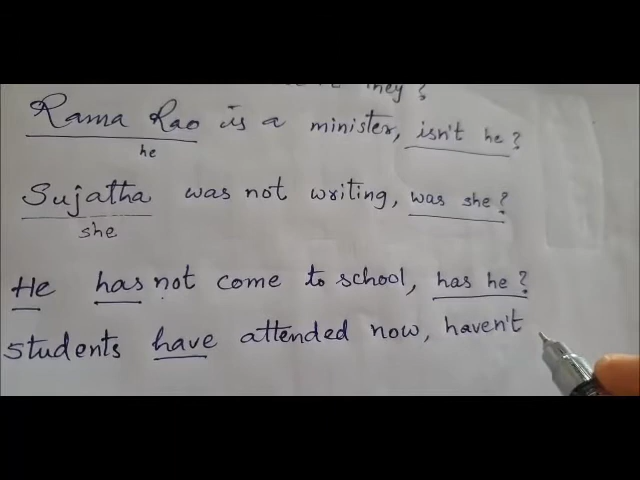 they?
Rama Rao is a minister, isn't he?
he
Sujatha was not writing, was she?
she
He has not come to school, has he?
students have attended now, haven't